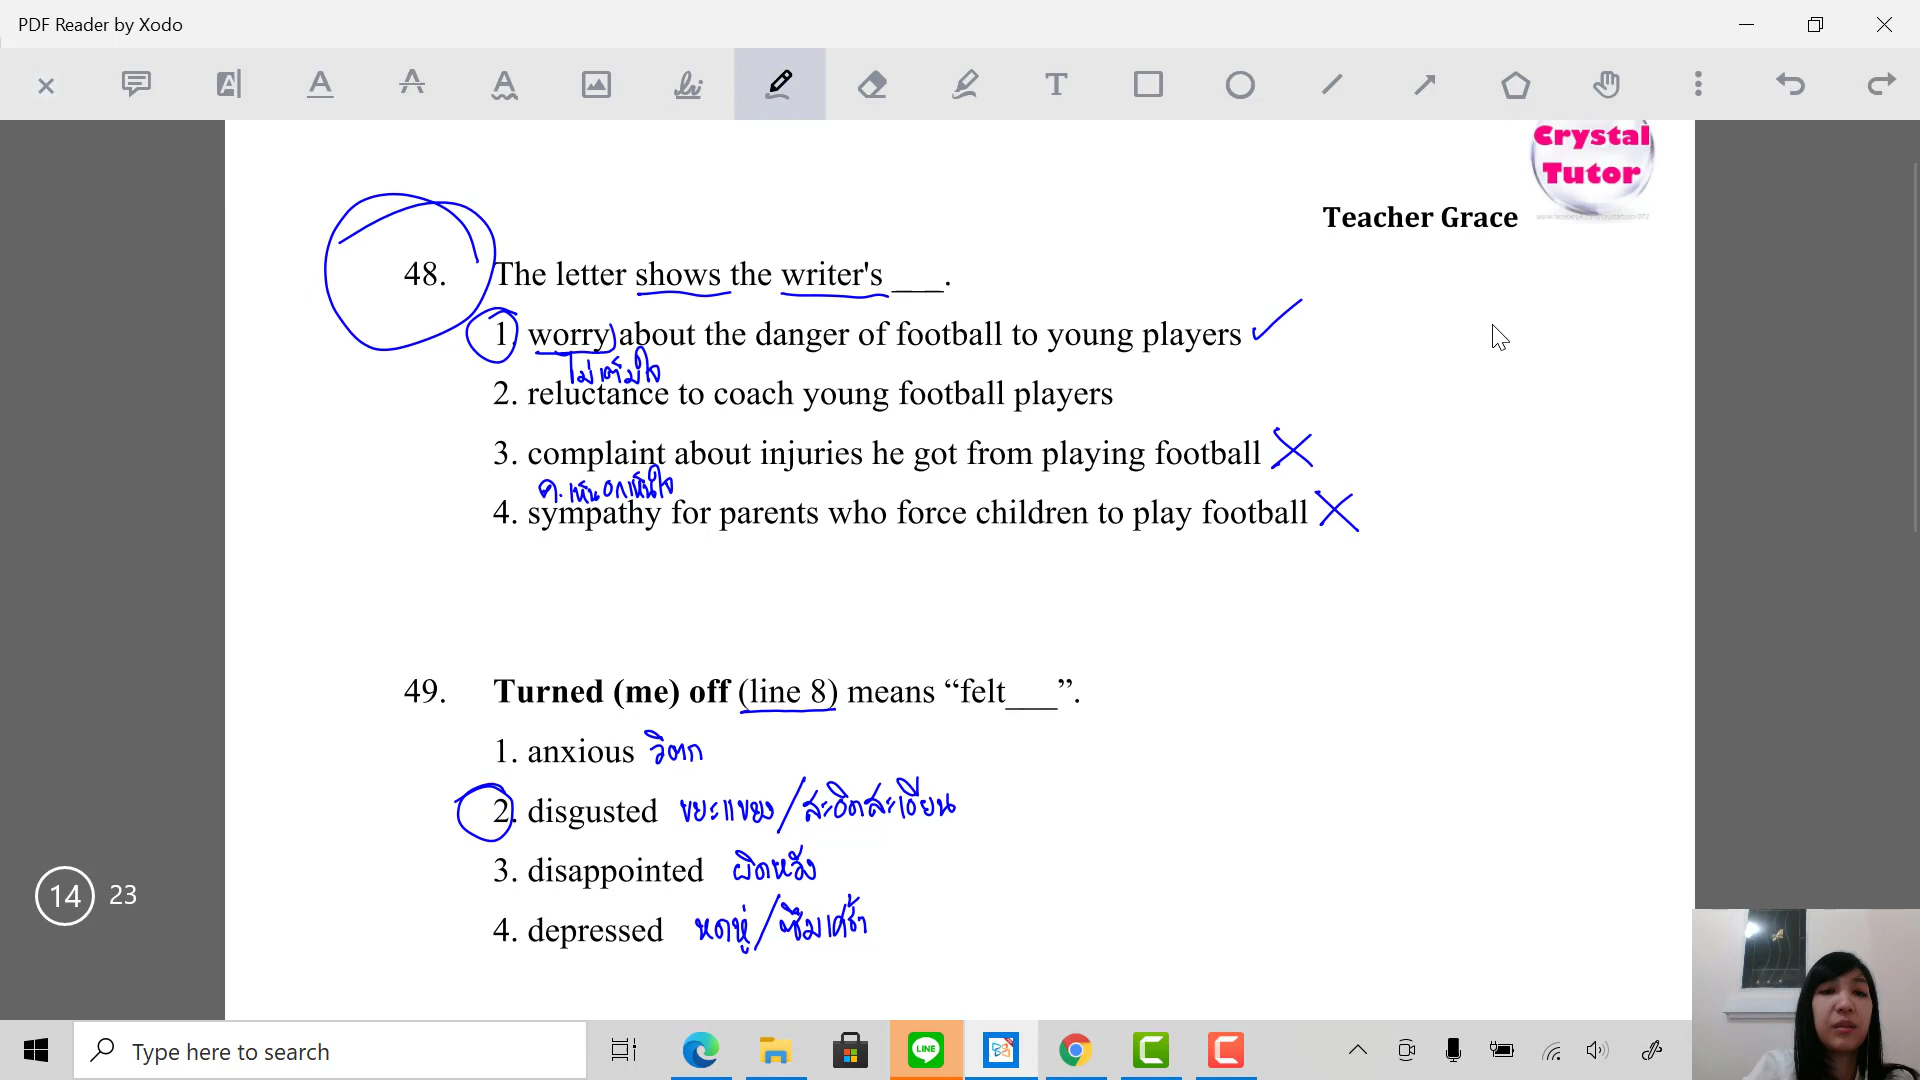 PDF Reader by Xodo
Crystal
Tutor
Teacher Grace
48. The letter shows the writer's ___.
1. worry about the danger of football to young players
ไม่เต็มใจ
2. reluctance to coach young football players
3. complaint about injuries he got from playing football
ค.เห็นอกเห็นใจ
4. sympathy for parents who force children to play football
49. Turned (me) off (line 8) means “felt___”.
1. anxious วิตก
2. disgusted ขยะแขยง/สะอิดสะเอียน
3. disappointed ผิดหวัง
4. depressed หดหู่/ซึมเศร้า
14 23
Type here to search
LINE